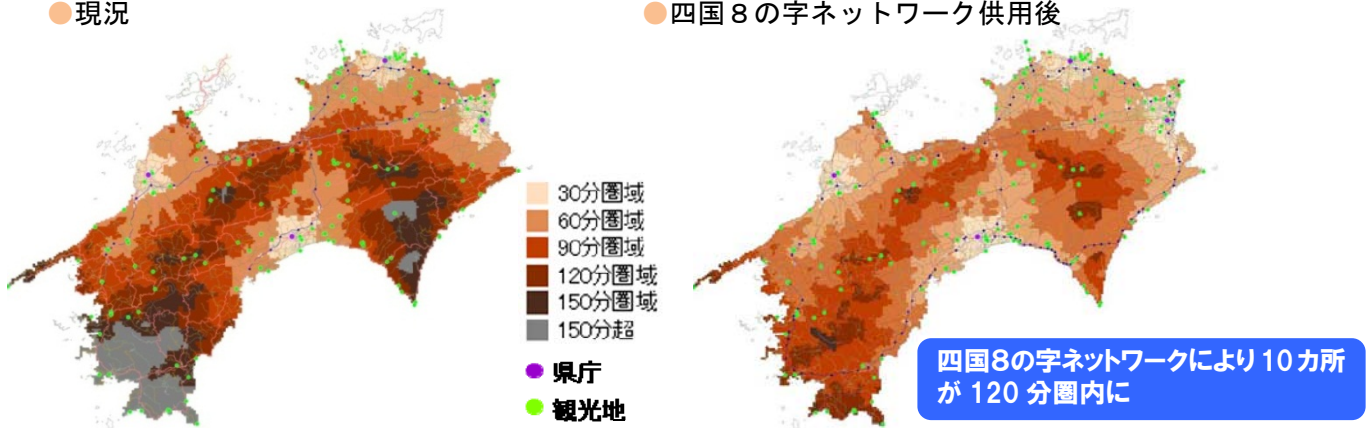 ●現況
●四国８の字ネットワーク供用後
30分圏域
60分圏域
90分圏域
120分圏域
150分圏域
150分超
県庁
観光地
四国8の字ネットワークにより10カ所
が 120 分圏内に